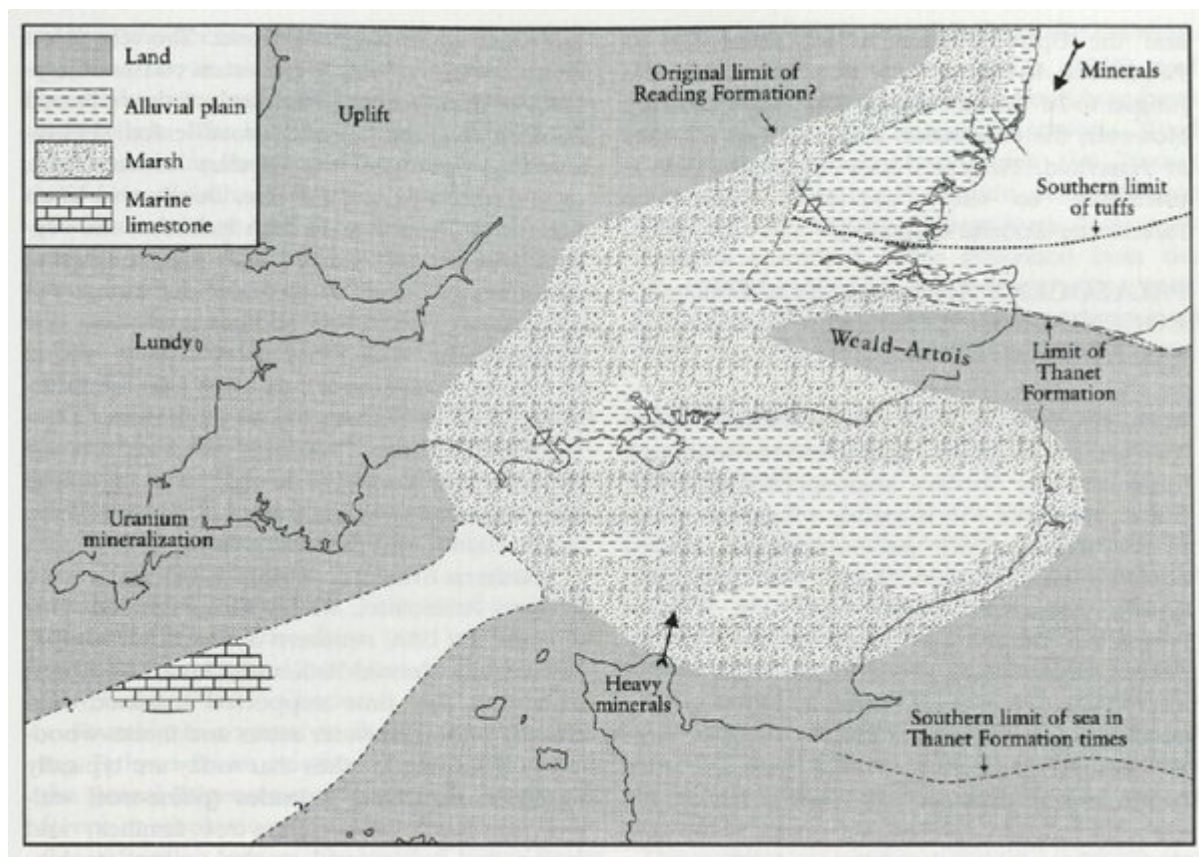 Land
Alluvial plain
Marsh
Marine
limestone
Uplift
Original limit of
Reading Formation?
Minerals
Southern limit
of tuffs
Lundy
Weald–Artois
Limit of
Thanet
Formation
Uranium
mineralization
Heavy
minerals
Southern limit of sea in
Thanet Formation times